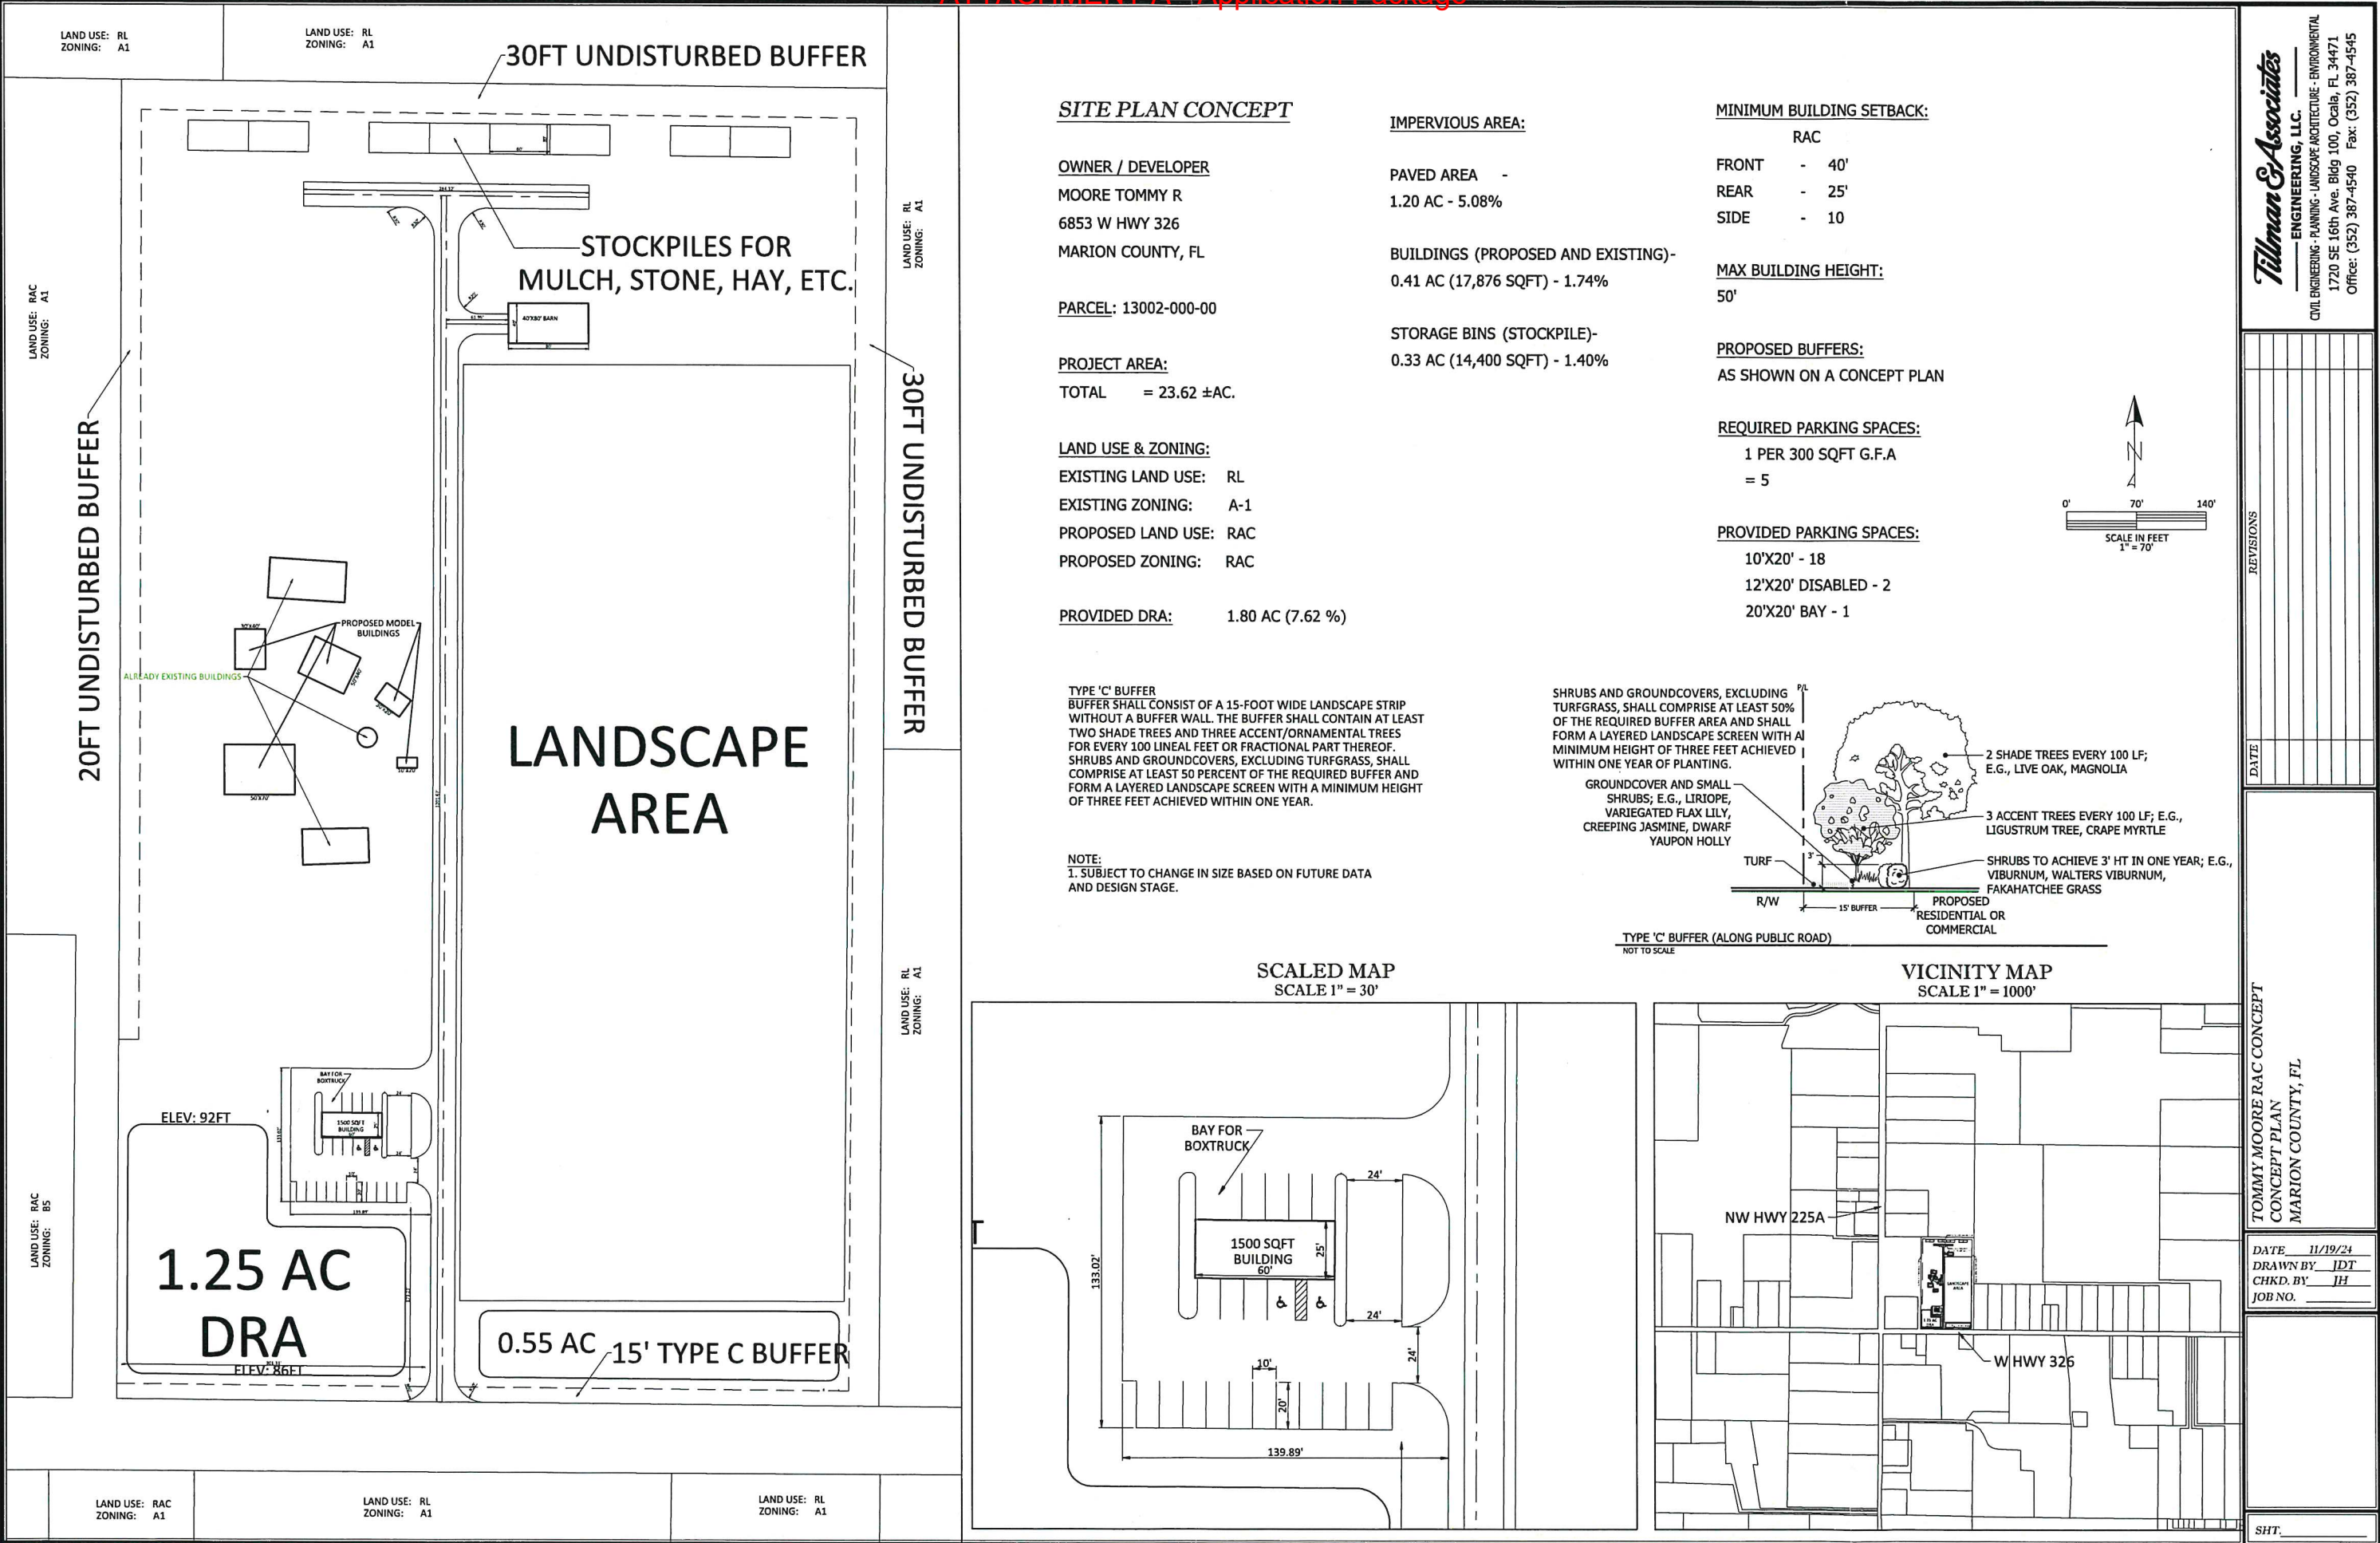 ATTACHMENT A - Application Package
LAND USE: RL
ZONING: A1
LAND USE: RL
ZONING: A1
30FT UNDISTURBED BUFFER
LAND USE: RL
ZONING: A1
STOCKPILES FOR
MULCH, STONE, HAY, ETC.
40'X80' BARN
LAND USE: RAC
ZONING: A1
20FT UNDISTURBED BUFFER
30FT UNDISTURBED BUFFER
PROPOSED MODEL
BUILDINGS
30'X40'
50'X40'
ALREADY EXISTING BUILDINGS
50'X70'
LANDSCAPE
AREA
LAND USE: RL
ZONING: A1
BAY FOR
BOXTRUCK
1500 SQFT
BUILDING
ELEV: 92FT
1.25 AC
DRA
ELEV: 86FT
LAND USE: RAC
ZONING: B5
0.55 AC
15' TYPE C BUFFER
LAND USE: RAC
ZONING: A1
LAND USE: RL
ZONING: A1
LAND USE: RL
ZONING: A1
SITE PLAN CONCEPT
OWNER / DEVELOPER
MOORE TOMMY R
6853 W HWY 326
MARION COUNTY, FL
PARCEL: 13002-000-00
PROJECT AREA:
TOTAL = 23.62 ±AC.
LAND USE & ZONING:
EXISTING LAND USE: RL
EXISTING ZONING: A-1
PROPOSED LAND USE: RAC
PROPOSED ZONING: RAC
PROVIDED DRA: 1.80 AC (7.62 %)
IMPERVIOUS AREA:
PAVED AREA -
1.20 AC - 5.08%
BUILDINGS (PROPOSED AND EXISTING)-
0.41 AC (17,876 SQFT) - 1.74%
STORAGE BINS (STOCKPILE)-
0.33 AC (14,400 SQFT) - 1.40%
MINIMUM BUILDING SETBACK:
RAC
FRONT - 40'
REAR - 25'
SIDE - 10
MAX BUILDING HEIGHT:
50'
PROPOSED BUFFERS:
AS SHOWN ON A CONCEPT PLAN
REQUIRED PARKING SPACES:
1 PER 300 SQFT G.F.A
= 5
PROVIDED PARKING SPACES:
10'X20' - 18
12'X20' DISABLED - 2
20'X20' BAY - 1
N
0' 70' 140'
SCALE IN FEET
1" = 70'
TYPE 'C' BUFFER
BUFFER SHALL CONSIST OF A 15-FOOT WIDE LANDSCAPE STRIP
WITHOUT A BUFFER WALL. THE BUFFER SHALL CONTAIN AT LEAST
TWO SHADE TREES AND THREE ACCENT/ORNAMENTAL TREES
FOR EVERY 100 LINEAL FEET OR FRACTIONAL PART THEREOF.
SHRUBS AND GROUNDCOVERS, EXCLUDING TURFGRASS, SHALL
COMPRISE AT LEAST 50 PERCENT OF THE REQUIRED BUFFER AND
FORM A LAYERED LANDSCAPE SCREEN WITH A MINIMUM HEIGHT
OF THREE FEET ACHIEVED WITHIN ONE YEAR.
NOTE:
1. SUBJECT TO CHANGE IN SIZE BASED ON FUTURE DATA
AND DESIGN STAGE.
SHRUBS AND GROUNDCOVERS, EXCLUDING
TURFGRASS, SHALL COMPRISE AT LEAST 50%
OF THE REQUIRED BUFFER AREA AND SHALL
FORM A LAYERED LANDSCAPE SCREEN WITH A
MINIMUM HEIGHT OF THREE FEET ACHIEVED
WITHIN ONE YEAR OF PLANTING.
P/L
GROUNDCOVER AND SMALL
SHRUBS; E.G., LIRIOPE,
VARIEGATED FLAX LILY,
CREEPING JASMINE, DWARF
YAUPON HOLLY
TURF
3'
2 SHADE TREES EVERY 100 LF;
E.G., LIVE OAK, MAGNOLIA
3 ACCENT TREES EVERY 100 LF; E.G.,
LIGUSTRUM TREE, CRAPE MYRTLE
SHRUBS TO ACHIEVE 3' HT IN ONE YEAR; E.G.,
VIBURNUM, WALTERS VIBURNUM,
FAKAHATCHEE GRASS
R/W
15' BUFFER
PROPOSED
RESIDENTIAL OR
COMMERCIAL
TYPE 'C' BUFFER (ALONG PUBLIC ROAD)
NOT TO SCALE
SCALED MAP
SCALE 1" = 30'
BAY FOR
BOXTRUCK
1500 SQFT
BUILDING
60'
25'
24'
24'
24'
133.02'
10'
20'
139.89'
VICINITY MAP
SCALE 1" = 1000'
NW HWY 225A
W HWY 326
Tillman & Associates
ENGINEERING, LLC.
CIVIL ENGINEERING - PLANNING - LANDSCAPE ARCHITECTURE - ENVIRONMENTAL
1720 SE 16th Ave. Bldg 100, Ocala, FL 34471
Office: (352) 387-4540 Fax: (352) 387-4545
REVISIONS
DATE
TOMMY MOORE RAC CONCEPT
CONCEPT PLAN
MARION COUNTY, FL
DATE 11/19/24
DRAWN BY JDT
CHKD. BY JH
JOB NO.
SHT.